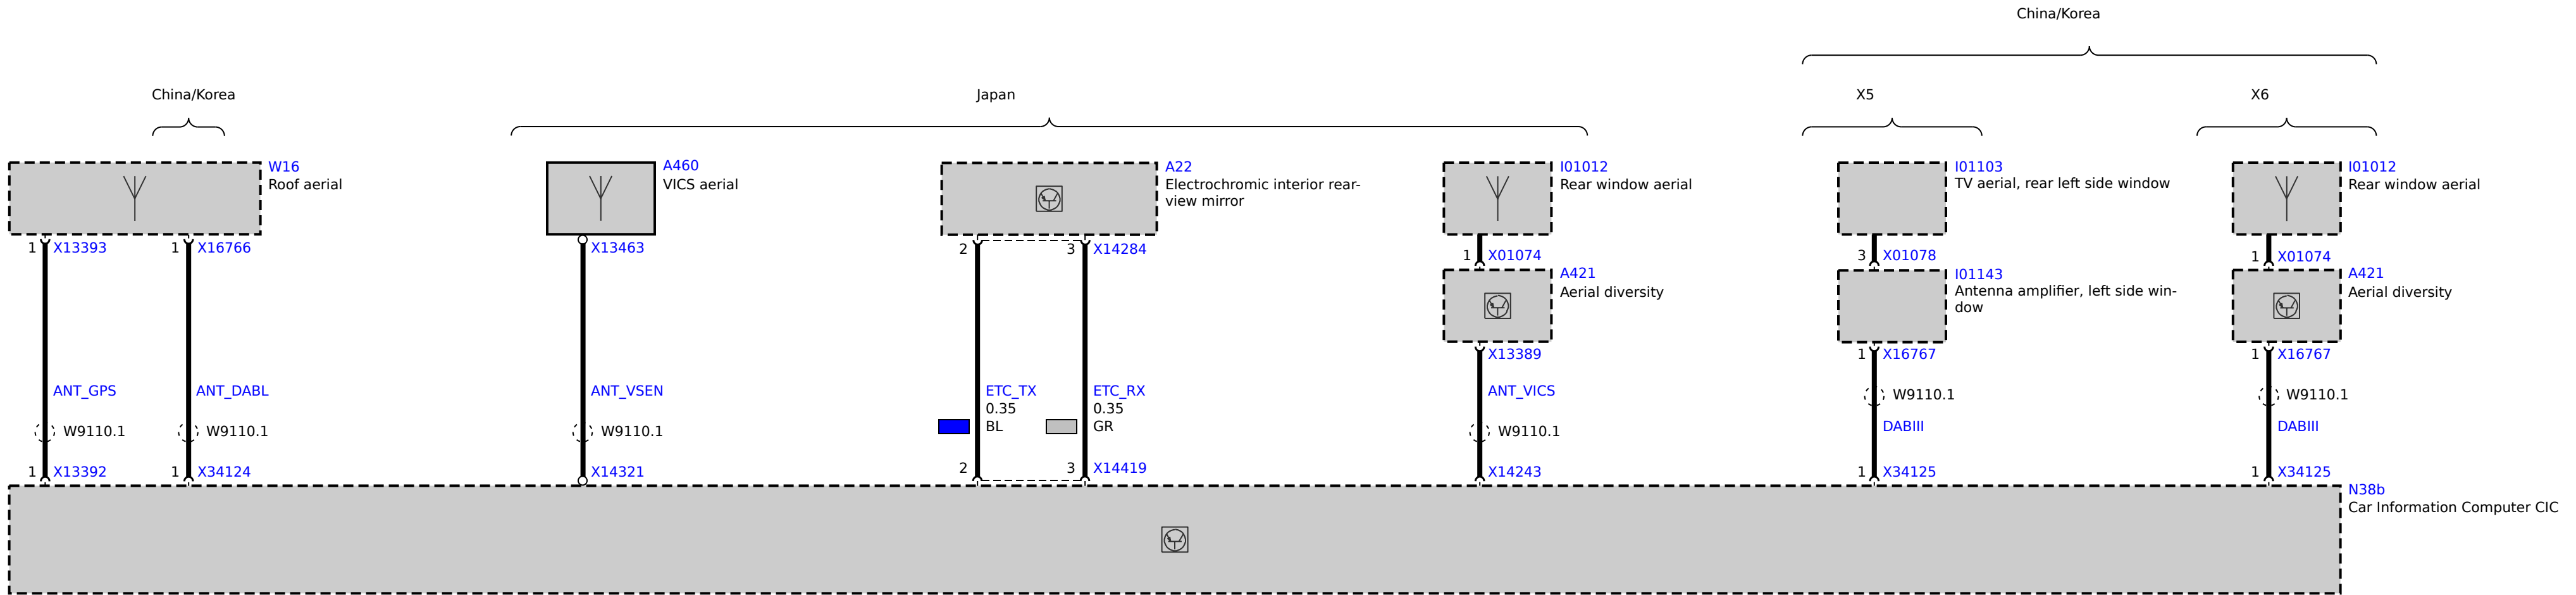 China/Korea
China/Korea
Japan
X5
X6
W16
Roof aerial
A460
VICS aerial
A22
Electrochromic interior rear-
view mirror
I01012
Rear window aerial
I01103
TV aerial, rear left side window
I01012
Rear window aerial
1 X13393
1 X16766
X13463
2
3 X14284
1 X01074
3 X01078
1 X01074
A421
Aerial diversity
I01143
Antenna amplifier, left side win-
dow
A421
Aerial diversity
X13389
1 X16767
1 X16767
ANT_GPS
ANT_DABL
ANT_VSEN
ETC_TX
0.35
BL
ETC_RX
0.35
GR
ANT_VICS
W9110.1
W9110.1
DABIII
DABIII
W9110.1
W9110.1
W9110.1
W9110.1
1 X13392
1 X34124
X14321
2
3 X14419
X14243
1 X34125
1 X34125
N38b
Car Information Computer CIC